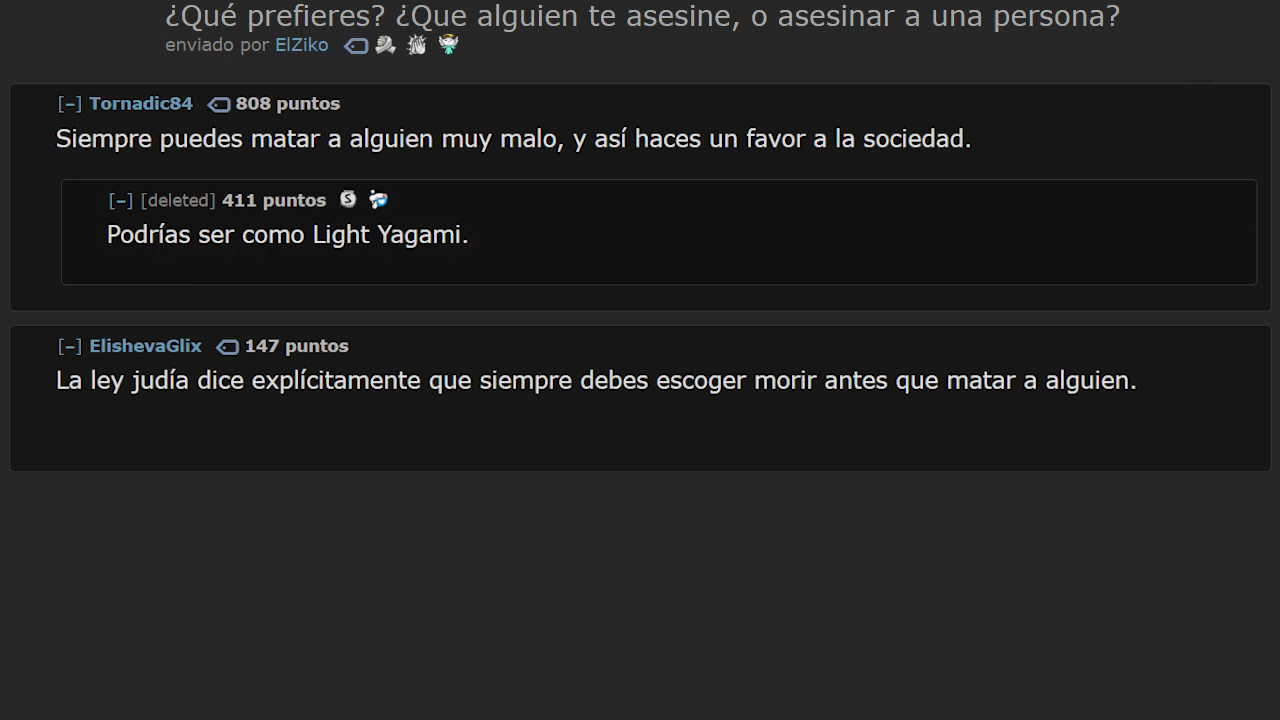 ¿Qué prefieres? ¿Que alguien te asesine, o asesinar a una persona?
enviado por ElZiko
[–] Tornadic84 808 puntos
Siempre puedes matar a alguien muy malo, y así haces un favor a la sociedad.
[–] [deleted] 411 puntos
Podrías ser como Light Yagami.
[–] ElishevaGlix 147 puntos
La ley judía dice explícitamente que siempre debes escoger morir antes que matar a alguien.